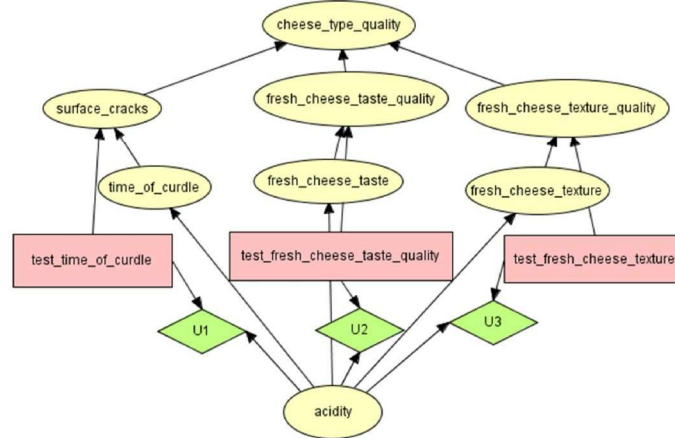 cheese_type_quality
surface_cracks
fresh_cheese_taste_quality
fresh_cheese_texture_quality
time_of_curdle
fresh_cheese_taste
fresh_cheese_texture
test_time_of_curdle
test_fresh_cheese_taste_quality
test_fresh_cheese_texture
U1
U2
U3
acidity